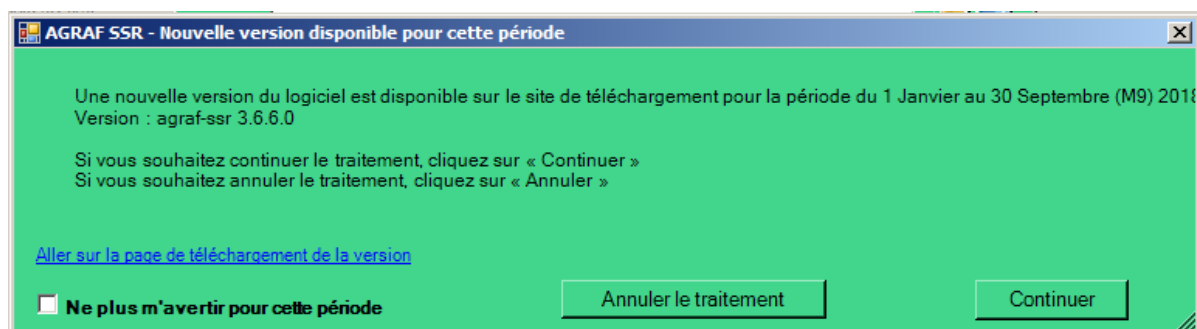 AGRAF SSR - Nouvelle version disponible pour cette période
Une nouvelle version du logiciel est disponible sur le site de téléchargement pour la période du 1 Janvier au 30 Septembre (M9) 2018
Version : agraf-ssr 3.6.6.0
Si vous souhaitez continuer le traitement, cliquez sur « Continuer »
Si vous souhaitez annuler le traitement, cliquez sur « Annuler »
Aller sur la page de téléchargement de la version
Ne plus m'avertir pour cette période
Annuler le traitement
Continuer